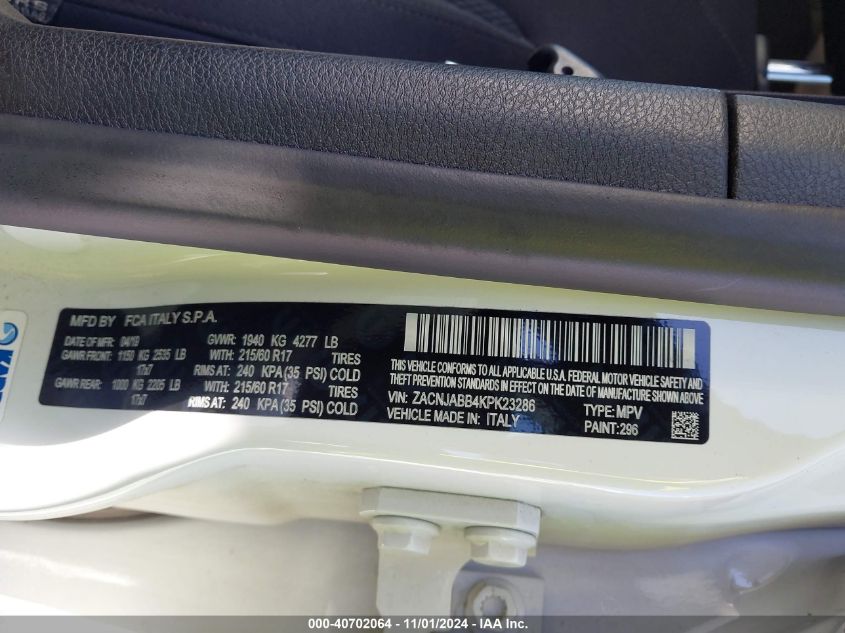 MFD BY FCA ITALY S.P.A.
DATE OF MFR: 04/19 GVWR: 1940 KG 4277 LB
GAWR FRONT: 1150 KG 2535 LB WITH: 215/60 R17 TIRES
17x7 RIMS AT: 240 KPA (35 PSI) COLD
GAWR REAR: 1000 KG 2205 LB WITH: 215/60 R17 TIRES
17x7 RIMS AT: 240 KPA (35 PSI) COLD
THIS VEHICLE CONFORMS TO ALL APPLICABLE U.S.A. FEDERAL MOTOR VEHICLE SAFETY AND
THEFT PREVENTION STANDARDS IN EFFECT ON THE DATE OF MANUFACTURE SHOWN ABOVE
VIN: ZACNJABB4KPK23286 TYPE: MPV
VEHICLE MADE IN: ITALY PAINT:296
000-40702064 - 11/01/2024 - IAA Inc.